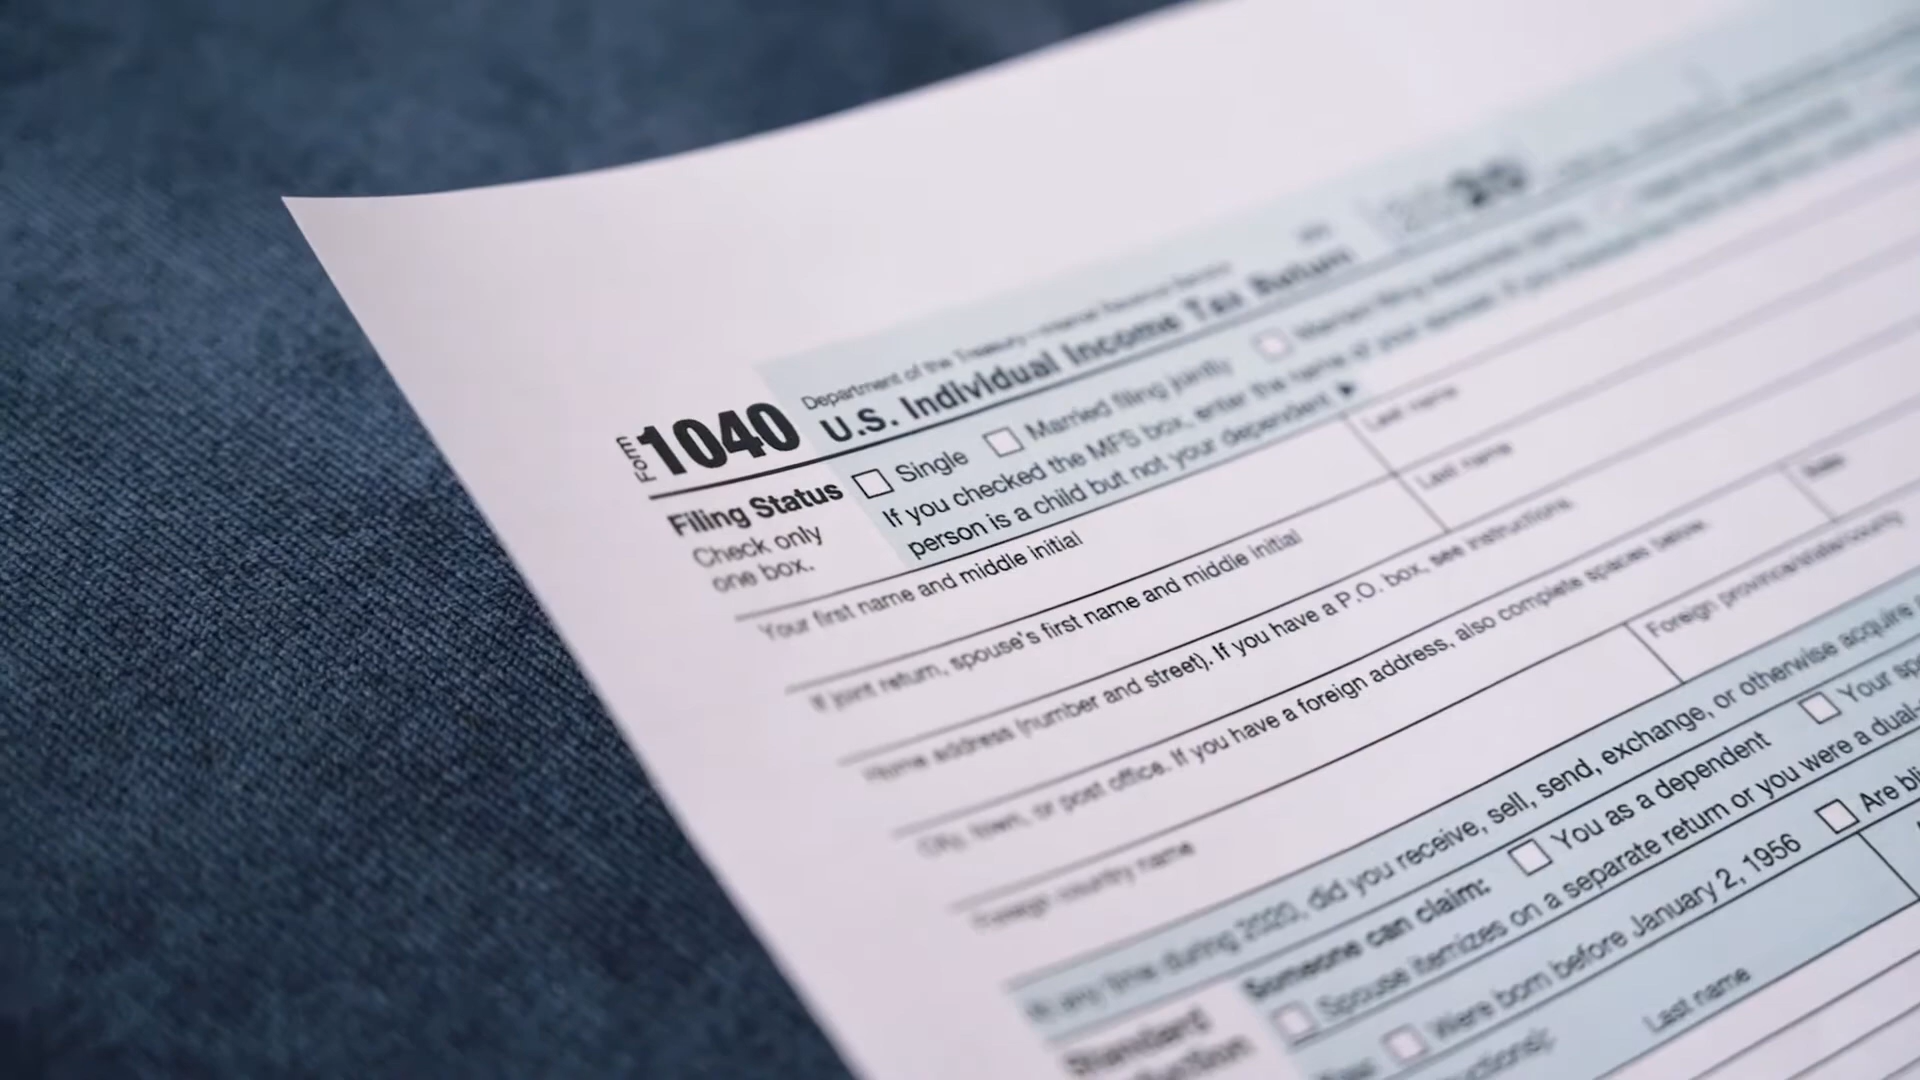 Form 1040
Department of the Treasury—Internal Revenue Service
U.S. Individual Income Tax Return
2020
Filing Status
Check only
one box.
Single Married filing jointly Married filing separately
If you checked the MFS box, enter the name of your spouse. If you
person is a child but not your dependent ▶
Your first name and middle initial
Last name
If joint return, spouse's first name and middle initial
Last name
Home address (number and street). If you have a P.O. box, see instructions.
City, town, or post office. If you have a foreign address, also complete spaces below.
State
Foreign country name
Foreign province/state/county
At any time during 2020, did you receive, sell, send, exchange, or otherwise acquire
Someone can claim: You as a dependent Your sp
Standard
Spouse itemizes on a separate return or you were a dual-
Were born before January 2, 1956 Are bli
Last name